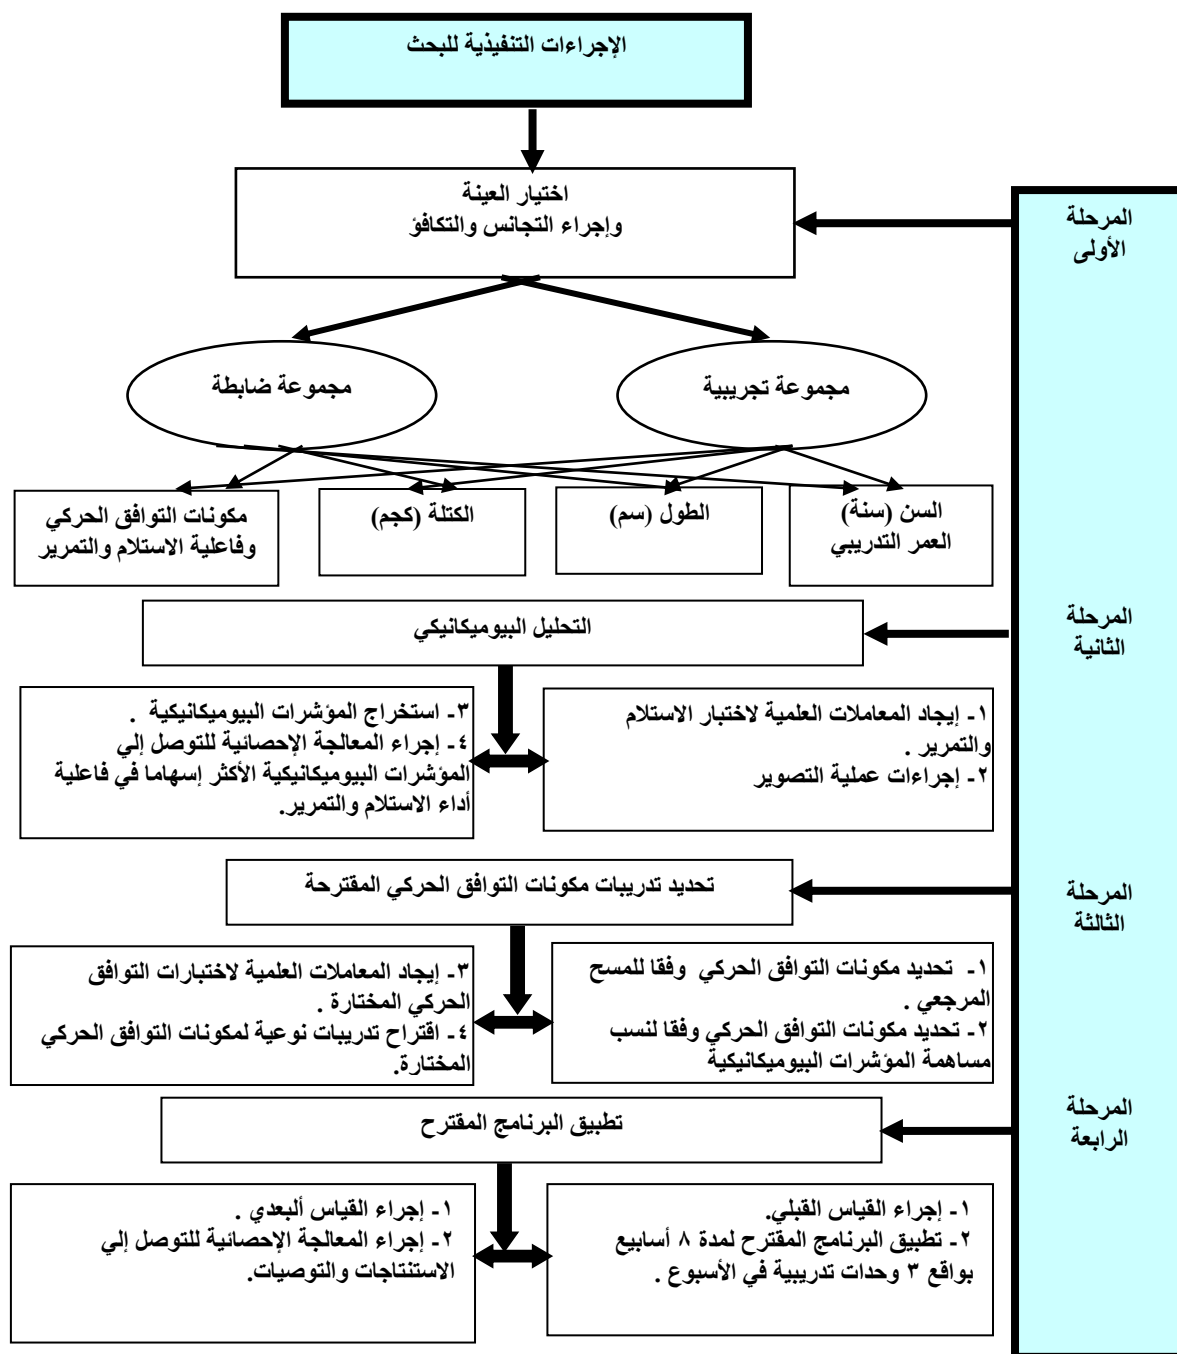 الإجراءات التنفيذية للبحث
المرحلة
الأولى
اختيار العينة
وإجراء التجانس والتكافؤ
مجموعة تجريبية
مجموعة ضابطة
السن (سنة)
العمر التدريبي
الطول (سم)
الكتلة (كجم)
مكونات التوافق الحركي
وفاعلية الاستلام والتمرير
المرحلة
الثانية
التحليل البيوميكانيكي
١- إيجاد المعاملات العلمية لاختبار الاستلام
والتمرير .
٢- إجراءات عملية التصوير
٣- استخراج المؤشرات البيوميكانيكية .
٤- إجراء المعالجة الإحصائية للتوصل إلي
المؤشرات البيوميكانيكية الأكثر إسهاما في فاعلية
أداء الاستلام والتمرير.
المرحلة
الثالثة
تحديد تدريبات مكونات التوافق الحركي المقترحة
١- تحديد مكونات التوافق الحركي وفقا للمسح
المرجعي .
٢- تحديد مكونات التوافق الحركي وفقا لنسب
مساهمة المؤشرات البيوميكانيكية
٣- إيجاد المعاملات العلمية لاختبارات التوافق
الحركي المختارة .
٤- اقتراح تدريبات نوعية لمكونات التوافق الحركي
المختارة.
المرحلة
الرابعة
تطبيق البرنامج المقترح
١- إجراء القياس القبلي.
٢- تطبيق البرنامج المقترح لمدة ٨ أسابيع
بواقع ٣ وحدات تدريبية في الأسبوع .
١- إجراء القياس ألبعدي .
٢- إجراء المعالجة الإحصائية للتوصل إلي
الاستنتاجات والتوصيات.